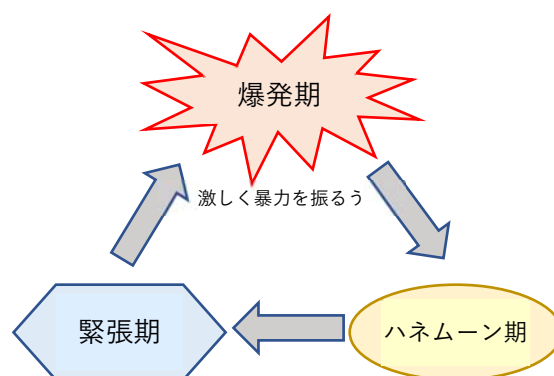 爆発期
激しく暴力を振るう
緊張期
ハネムーン期